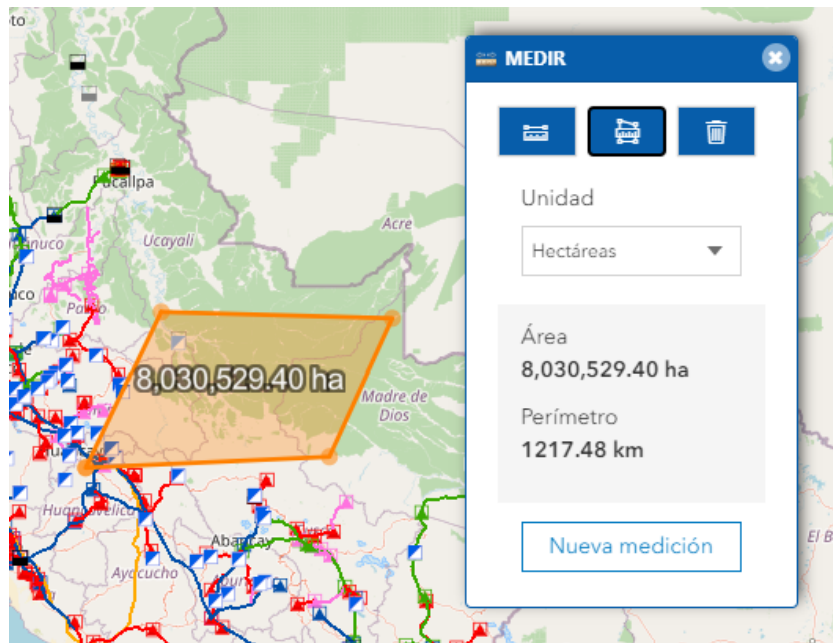 MEDIR
Unidad
Hectáreas
Área
8,030,529.40 ha
Perímetro
1217.48 km
Nueva medición
Pucallpa
Ucayali
Acre
8,030,529.40 ha
Madre de
Dios
Huancavelica
Abancay
Ayacucho
El B